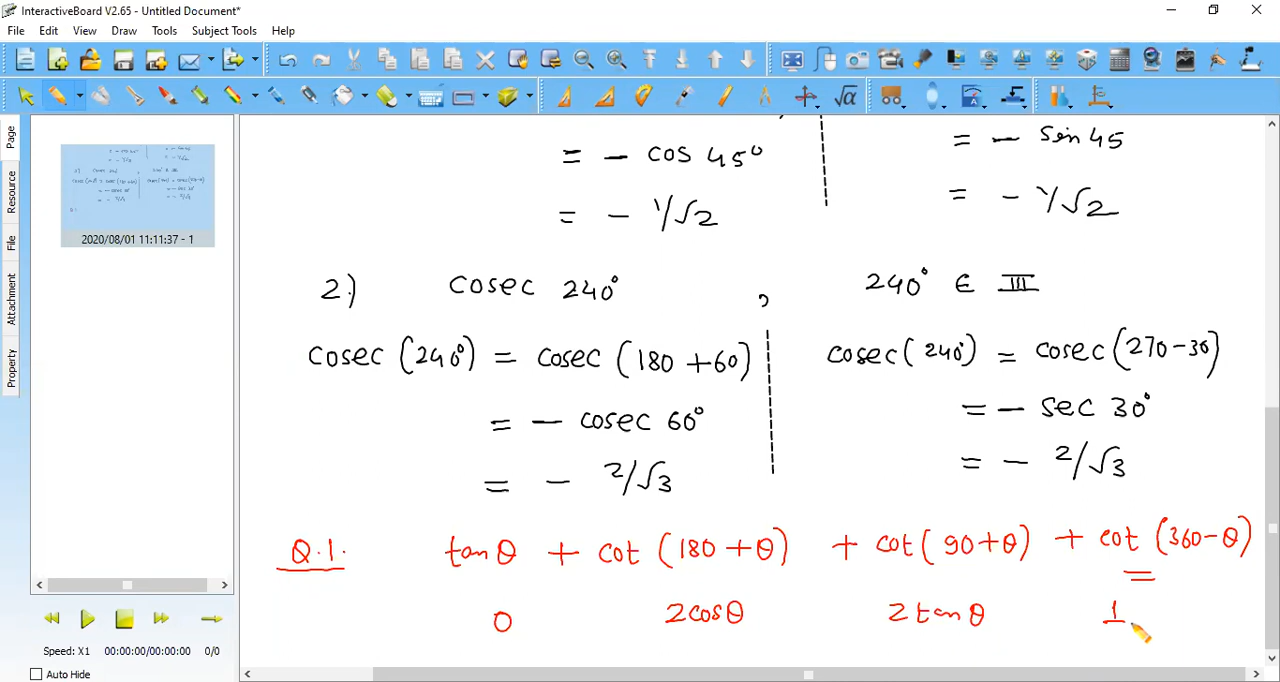 InteractiveBoard V2.65 - Untitled Document*
File Edit View Draw Tools Subject Tools Help
Page
Resource
File
Attachment
Property
2020/08/01 11:11:37 - 1
Speed: X1 00:00:00/00:00:00 0/0
Auto Hide
= - cos 45°
= - 1/√2
= - sin 45
= - 1/√2
2.) cosec 240° , 240° ∈ III
cosec (240°) = cosec (180 + 60)
= - cosec 60°
= - 2/√3
cosec (240°) = cosec (270-30)
= - sec 30°
= - 2/√3
Q.1. tan θ + cot (180 + θ) + cot (90+θ) + cot (360-θ) =
0 2cosθ 2 tan θ 1